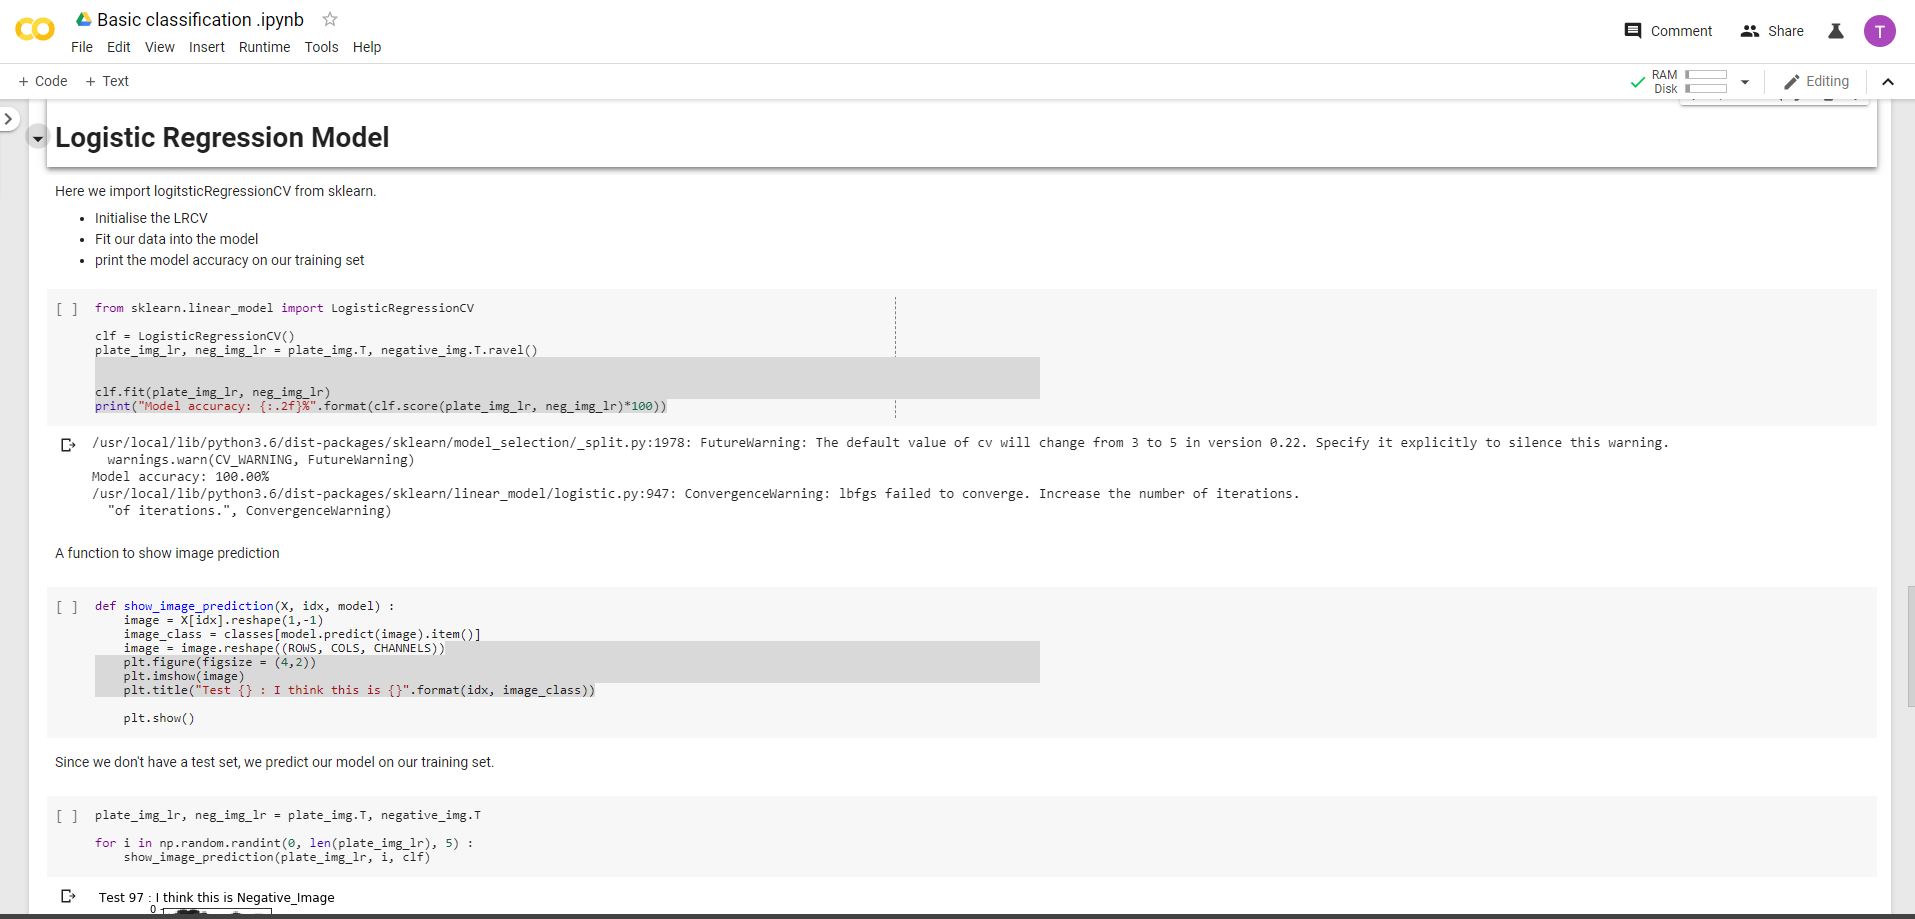 CO
Basic classification .ipynb
File Edit View Insert Runtime Tools Help
Comment Share T
+ Code + Text
RAM
Disk
Editing
Logistic Regression Model
Here we import logitsticRegressionCV from sklearn.
• Initialise the LRCV
• Fit our data into the model
• print the model accuracy on our training set
[ ] from sklearn.linear_model import LogisticRegressionCV
clf = LogisticRegressionCV()
plate_img_lr, neg_img_lr = plate_img.T, negative_img.T.ravel()
clf.fit(plate_img_lr, neg_img_lr)
print("Model accuracy: {:.2f}%".format(clf.score(plate_img_lr, neg_img_lr)*100))
/usr/local/lib/python3.6/dist-packages/sklearn/model_selection/_split.py:1978: FutureWarning: The default value of cv will change from 3 to 5 in version 0.22. Specify it explicitly to silence this warning.
warnings.warn(CV_WARNING, FutureWarning)
Model accuracy: 100.00%
/usr/local/lib/python3.6/dist-packages/sklearn/linear_model/logistic.py:947: ConvergenceWarning: lbfgs failed to converge. Increase the number of iterations.
"of iterations.", ConvergenceWarning)
A function to show image prediction
[ ] def show_image_prediction(X, idx, model) :
image = X[idx].reshape(1,-1)
image_class = classes[model.predict(image).item()]
image = image.reshape((ROWS, COLS, CHANNELS))
plt.figure(figsize = (4,2))
plt.imshow(image)
plt.title("Test {} : I think this is {}".format(idx, image_class))
plt.show()
Since we don't have a test set, we predict our model on our training set.
[ ] plate_img_lr, neg_img_lr = plate_img.T, negative_img.T
for i in np.random.randint(0, len(plate_img_lr), 5) :
show_image_prediction(plate_img_lr, i, clf)
Test 97 : I think this is Negative_Image
0